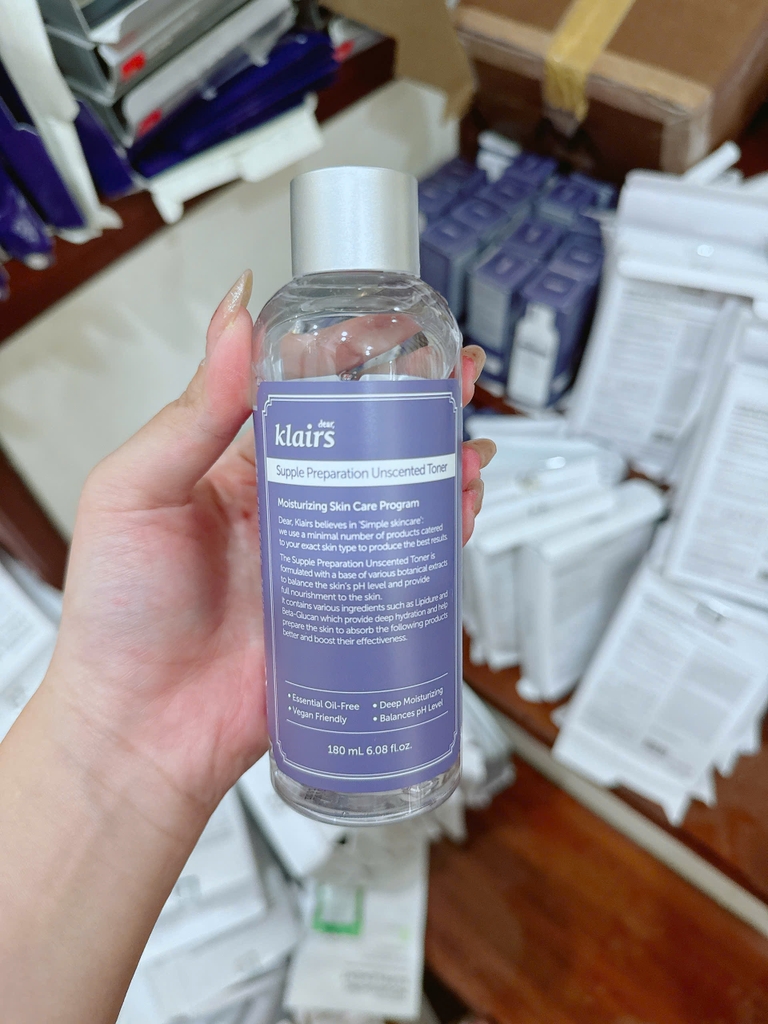 dear,
klairs
Supple Preparation Unscented Toner
Moisturizing Skin Care Program
Dear, Klairs believes in 'Simple skincare':
we use a minimal number of products catered
to your exact skin type to produce the best results.
The Supple Preparation Unscented Toner is
formulated with a base of various botanical extracts
to balance the skin's pH level and provide
full nourishment to the skin.
It contains various ingredients such as Lipidure and
Beta-Glucan which provide deep hydration and help
prepare the skin to absorb the following products
better and boost their effectiveness.
• Essential Oil-Free • Deep Moisturizing
• Vegan Friendly • Balances pH Level
180 mL 6.08 fl.oz.